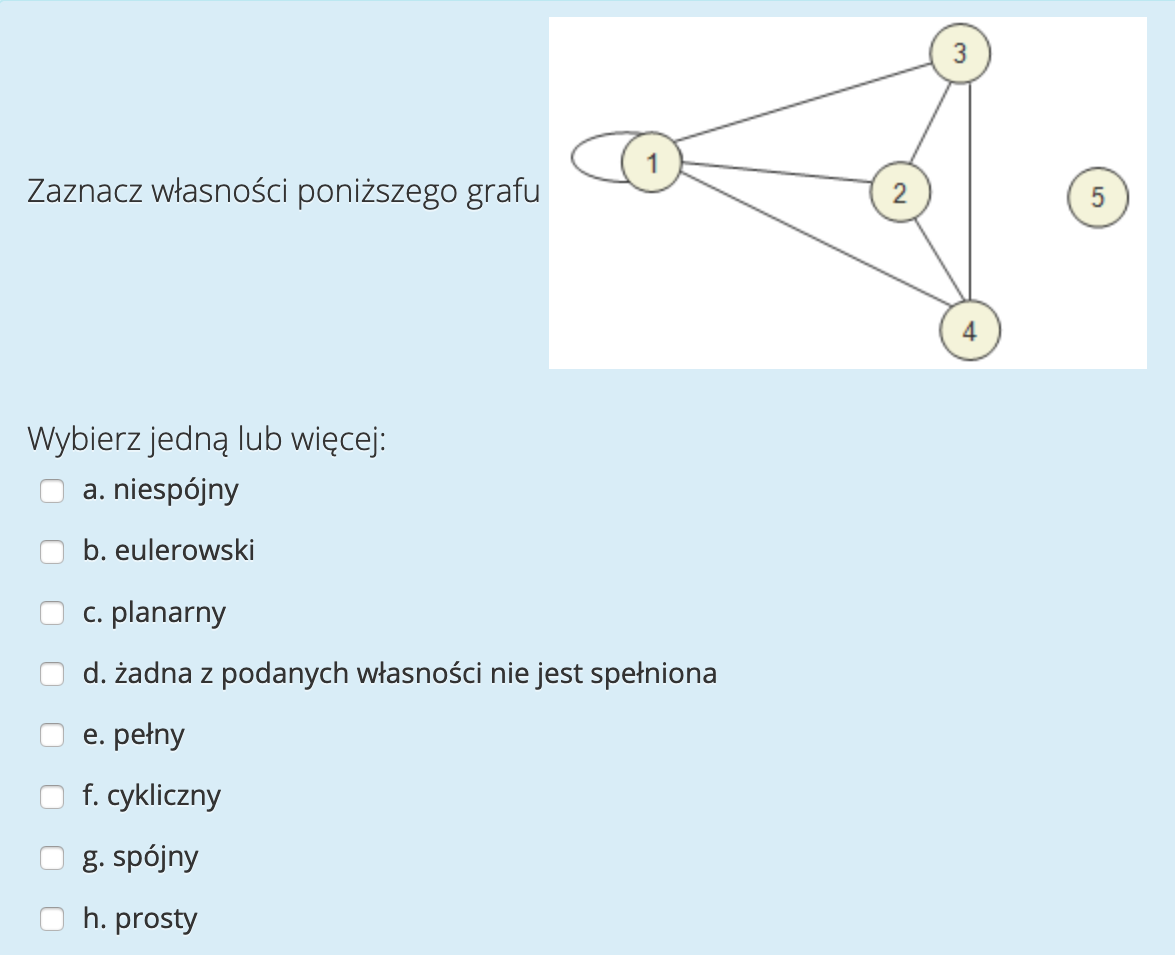 3
1
Zaznacz własności poniższego grafu
2
5
4
Wybierz jedną lub więcej:
a. niespójny
b. eulerowski
c. planarny
d. żadna z podanych własności nie jest spełniona
e. pełny
f. cykliczny
g. spójny
h. prosty